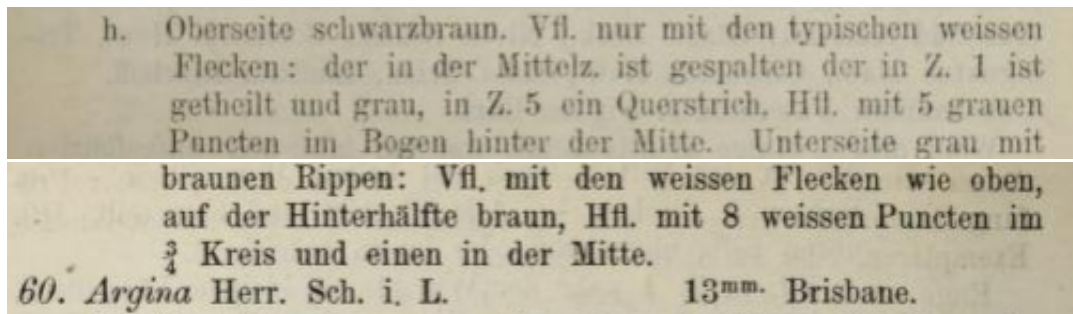 h. Oberseite schwarzbraun. Vfl. nur mit den typischen weissen
Flecken: der in der Mittelz. ist gespalten der in Z. 1 ist
getheilt und grau, in Z. 5 ein Querstrich. Hfl. mit 5 grauen
Puncten im Bogen hinter der Mitte. Unterseite grau mit
braunen Rippen: Vfl. mit den weissen Flecken wie oben,
auf der Hinterhälfte braun, Hfl. mit 8 weissen Puncten im
¾ Kreis und einen in der Mitte.
60. Argina Herr. Sch. i. L. 13mm. Brisbane.